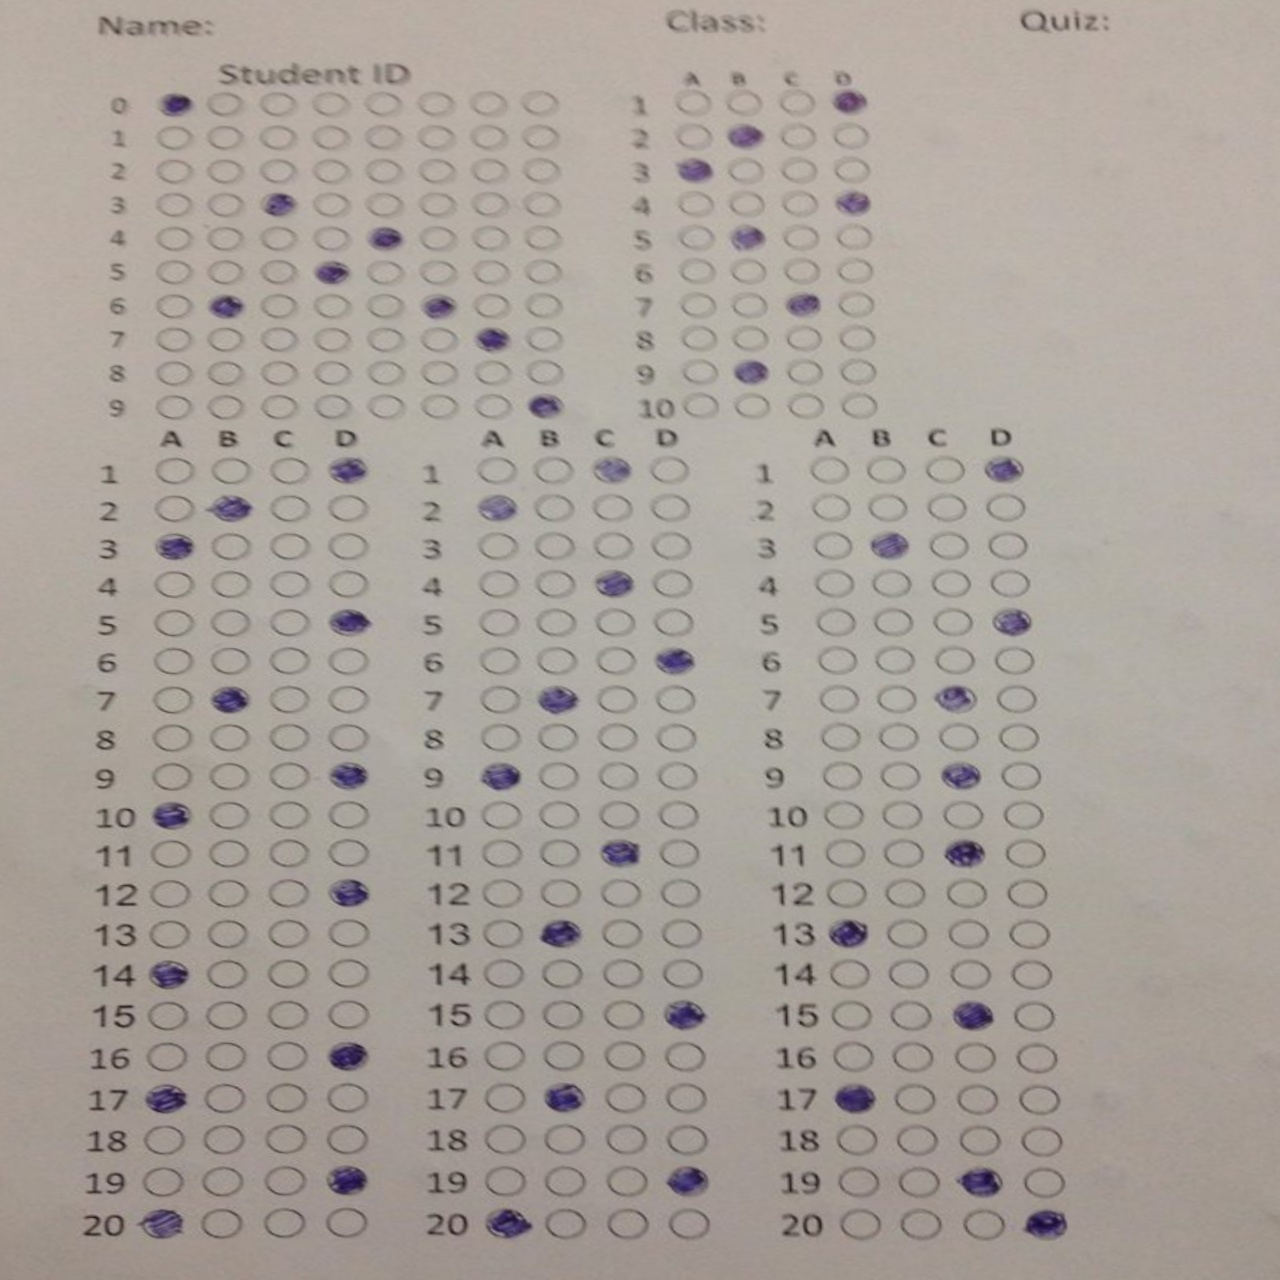 Name: Class: Quiz:
Student ID A B C D
0 1
1 2
2 3
3 4
4 5
5 6
6 7
7 8
8 9
9 10
A B C D A B C D A B C D
1 1 1
2 2 2
3 3 3
4 4 4
5 5 5
6 6 6
7 7 7
8 8 8
9 9 9
10 10 10
11 11 11
12 12 12
13 13 13
14 14 14
15 15 15
16 16 16
17 17 17
18 18 18
19 19 19
20 20 20